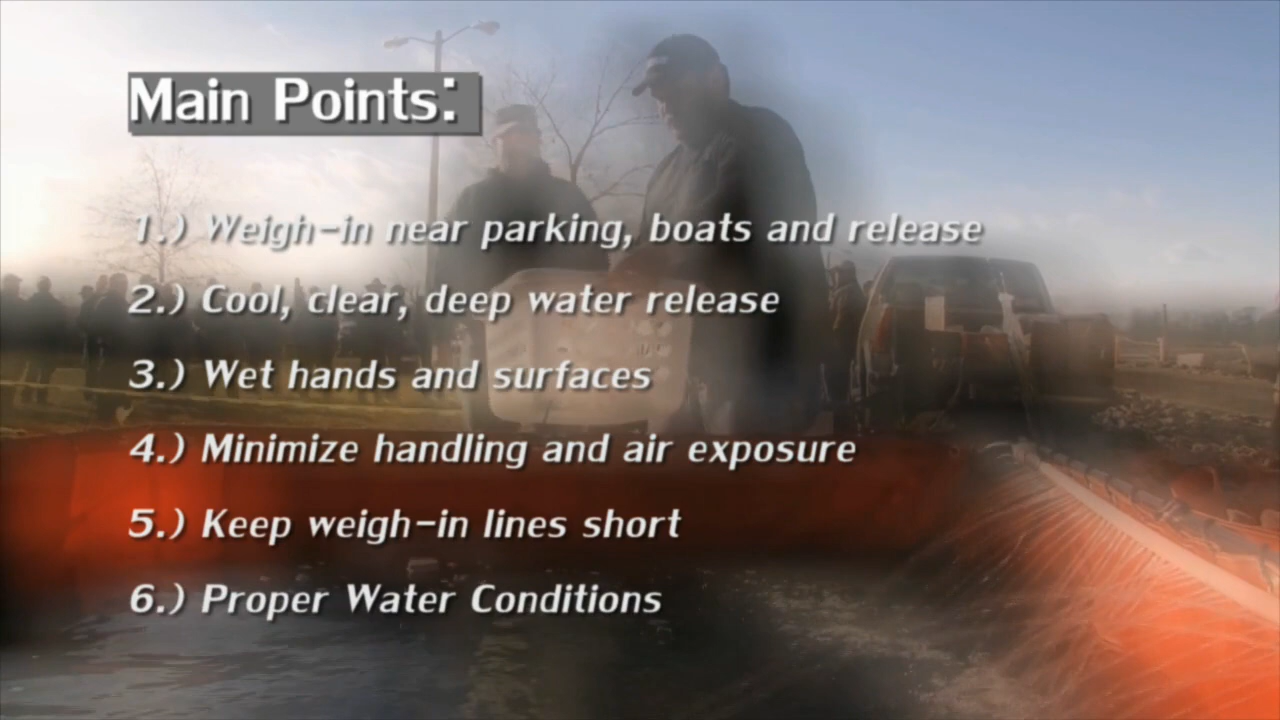 Main Points:
1.) Weigh-in near parking, boats and release
2.) Cool, clear, deep water release
3.) Wet hands and surfaces
4.) Minimize handling and air exposure
5.) Keep weigh-in lines short
6.) Proper Water Conditions